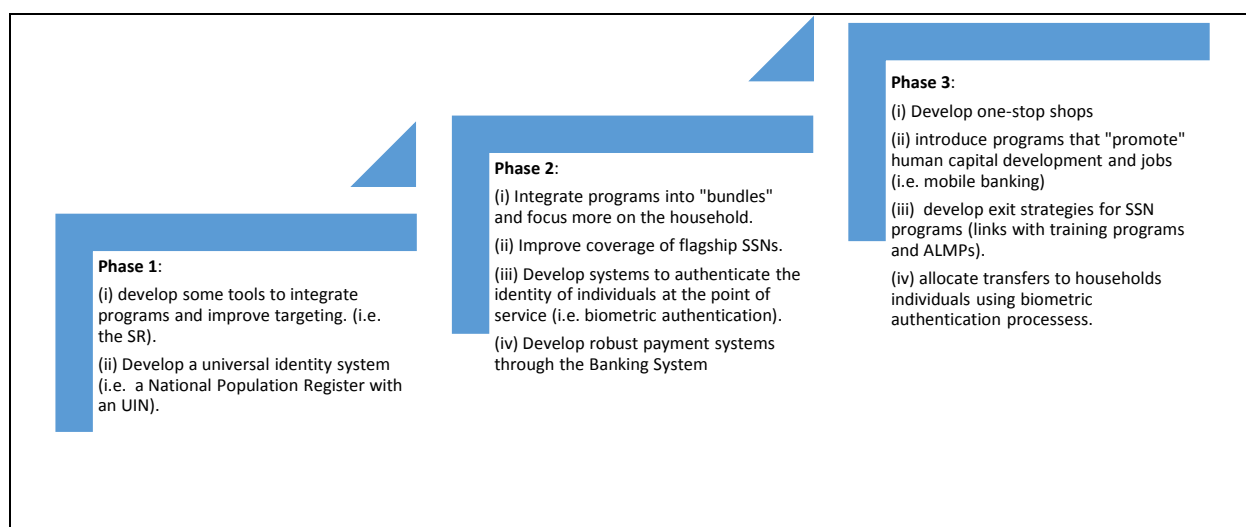 Phase 1:
(i) develop some tools to integrate
programs and improve targeting. (i.e.
the SR).
(ii) Develop a universal identity system
(i.e. a National Population Register with
an UIN).
Phase 2:
(i) Integrate programs into "bundles"
and focus more on the household.
(ii) Improve coverage of flagship SSNs.
(iii) Develop systems to authenticate the
identity of individuals at the point of
service (i.e. biometric authentication).
(iv) Develop robust payment systems
through the Banking System
Phase 3:
(i) Develop one-stop shops
(ii) introduce programs that "promote"
human capital development and jobs
(i.e. mobile banking)
(iii) develop exit strategies for SSN
programs (links with training programs
and ALMPs).
(iv) allocate transfers to households
individuals using biometric
authentication processess.